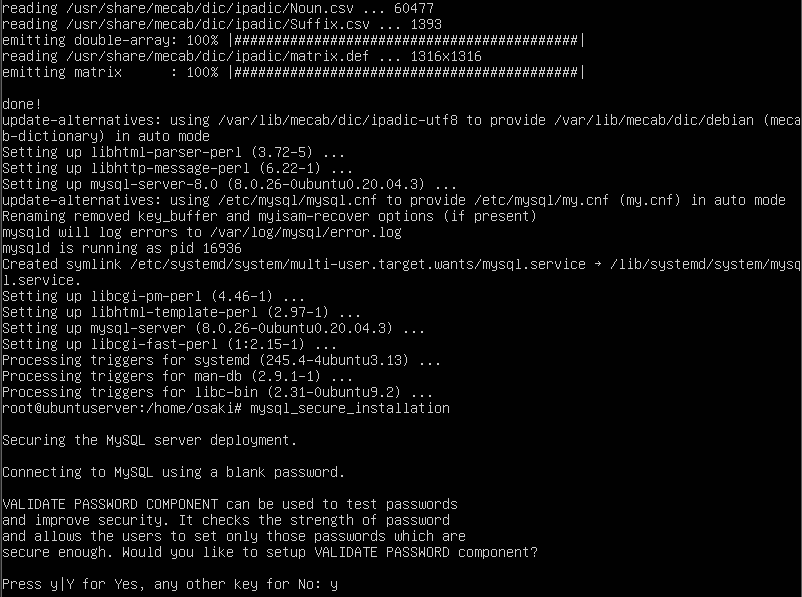 reading /usr/share/mecab/dic/ipadic/Noun.csv ... 60477
reading /usr/share/mecab/dic/ipadic/Suffix.csv ... 1393
emitting double-array: 100% |###########################################|
reading /usr/share/mecab/dic/ipadic/matrix.def ... 1316x1316
emitting matrix      : 100% |###########################################|
done!
update-alternatives: using /var/lib/mecab/dic/ipadic-utf8 to provide /var/lib/mecab/dic/debian (meca
b-dictionary) in auto mode
Setting up libhtml-parser-perl (3.72-5) ...
Setting up libhttp-message-perl (6.22-1) ...
Setting up mysql-server-8.0 (8.0.26-0ubuntu0.20.04.3) ...
update-alternatives: using /etc/mysql/mysql.cnf to provide /etc/mysql/my.cnf (my.cnf) in auto mode
Renaming removed key_buffer and myisam-recover options (if present)
mysqld will log errors to /var/log/mysql/error.log
mysqld is running as pid 16936
Created symlink /etc/systemd/system/multi-user.target.wants/mysql.service → /lib/systemd/system/mysq
l.service.
Setting up libcgi-pm-perl (4.46-1) ...
Setting up libhtml-template-perl (2.97-1) ...
Setting up mysql-server (8.0.26-0ubuntu0.20.04.3) ...
Setting up libcgi-fast-perl (1:2.15-1) ...
Processing triggers for systemd (245.4-4ubuntu3.13) ...
Processing triggers for man-db (2.9.1-1) ...
Processing triggers for libc-bin (2.31-0ubuntu9.2) ...
root@ubuntuserver:/home/osaki# mysql_secure_installation
Securing the MySQL server deployment.
Connecting to MySQL using a blank password.
VALIDATE PASSWORD COMPONENT can be used to test passwords
and improve security. It checks the strength of password
and allows the users to set only those passwords which are
secure enough. Would you like to setup VALIDATE PASSWORD component?
Press y|Y for Yes, any other key for No: y